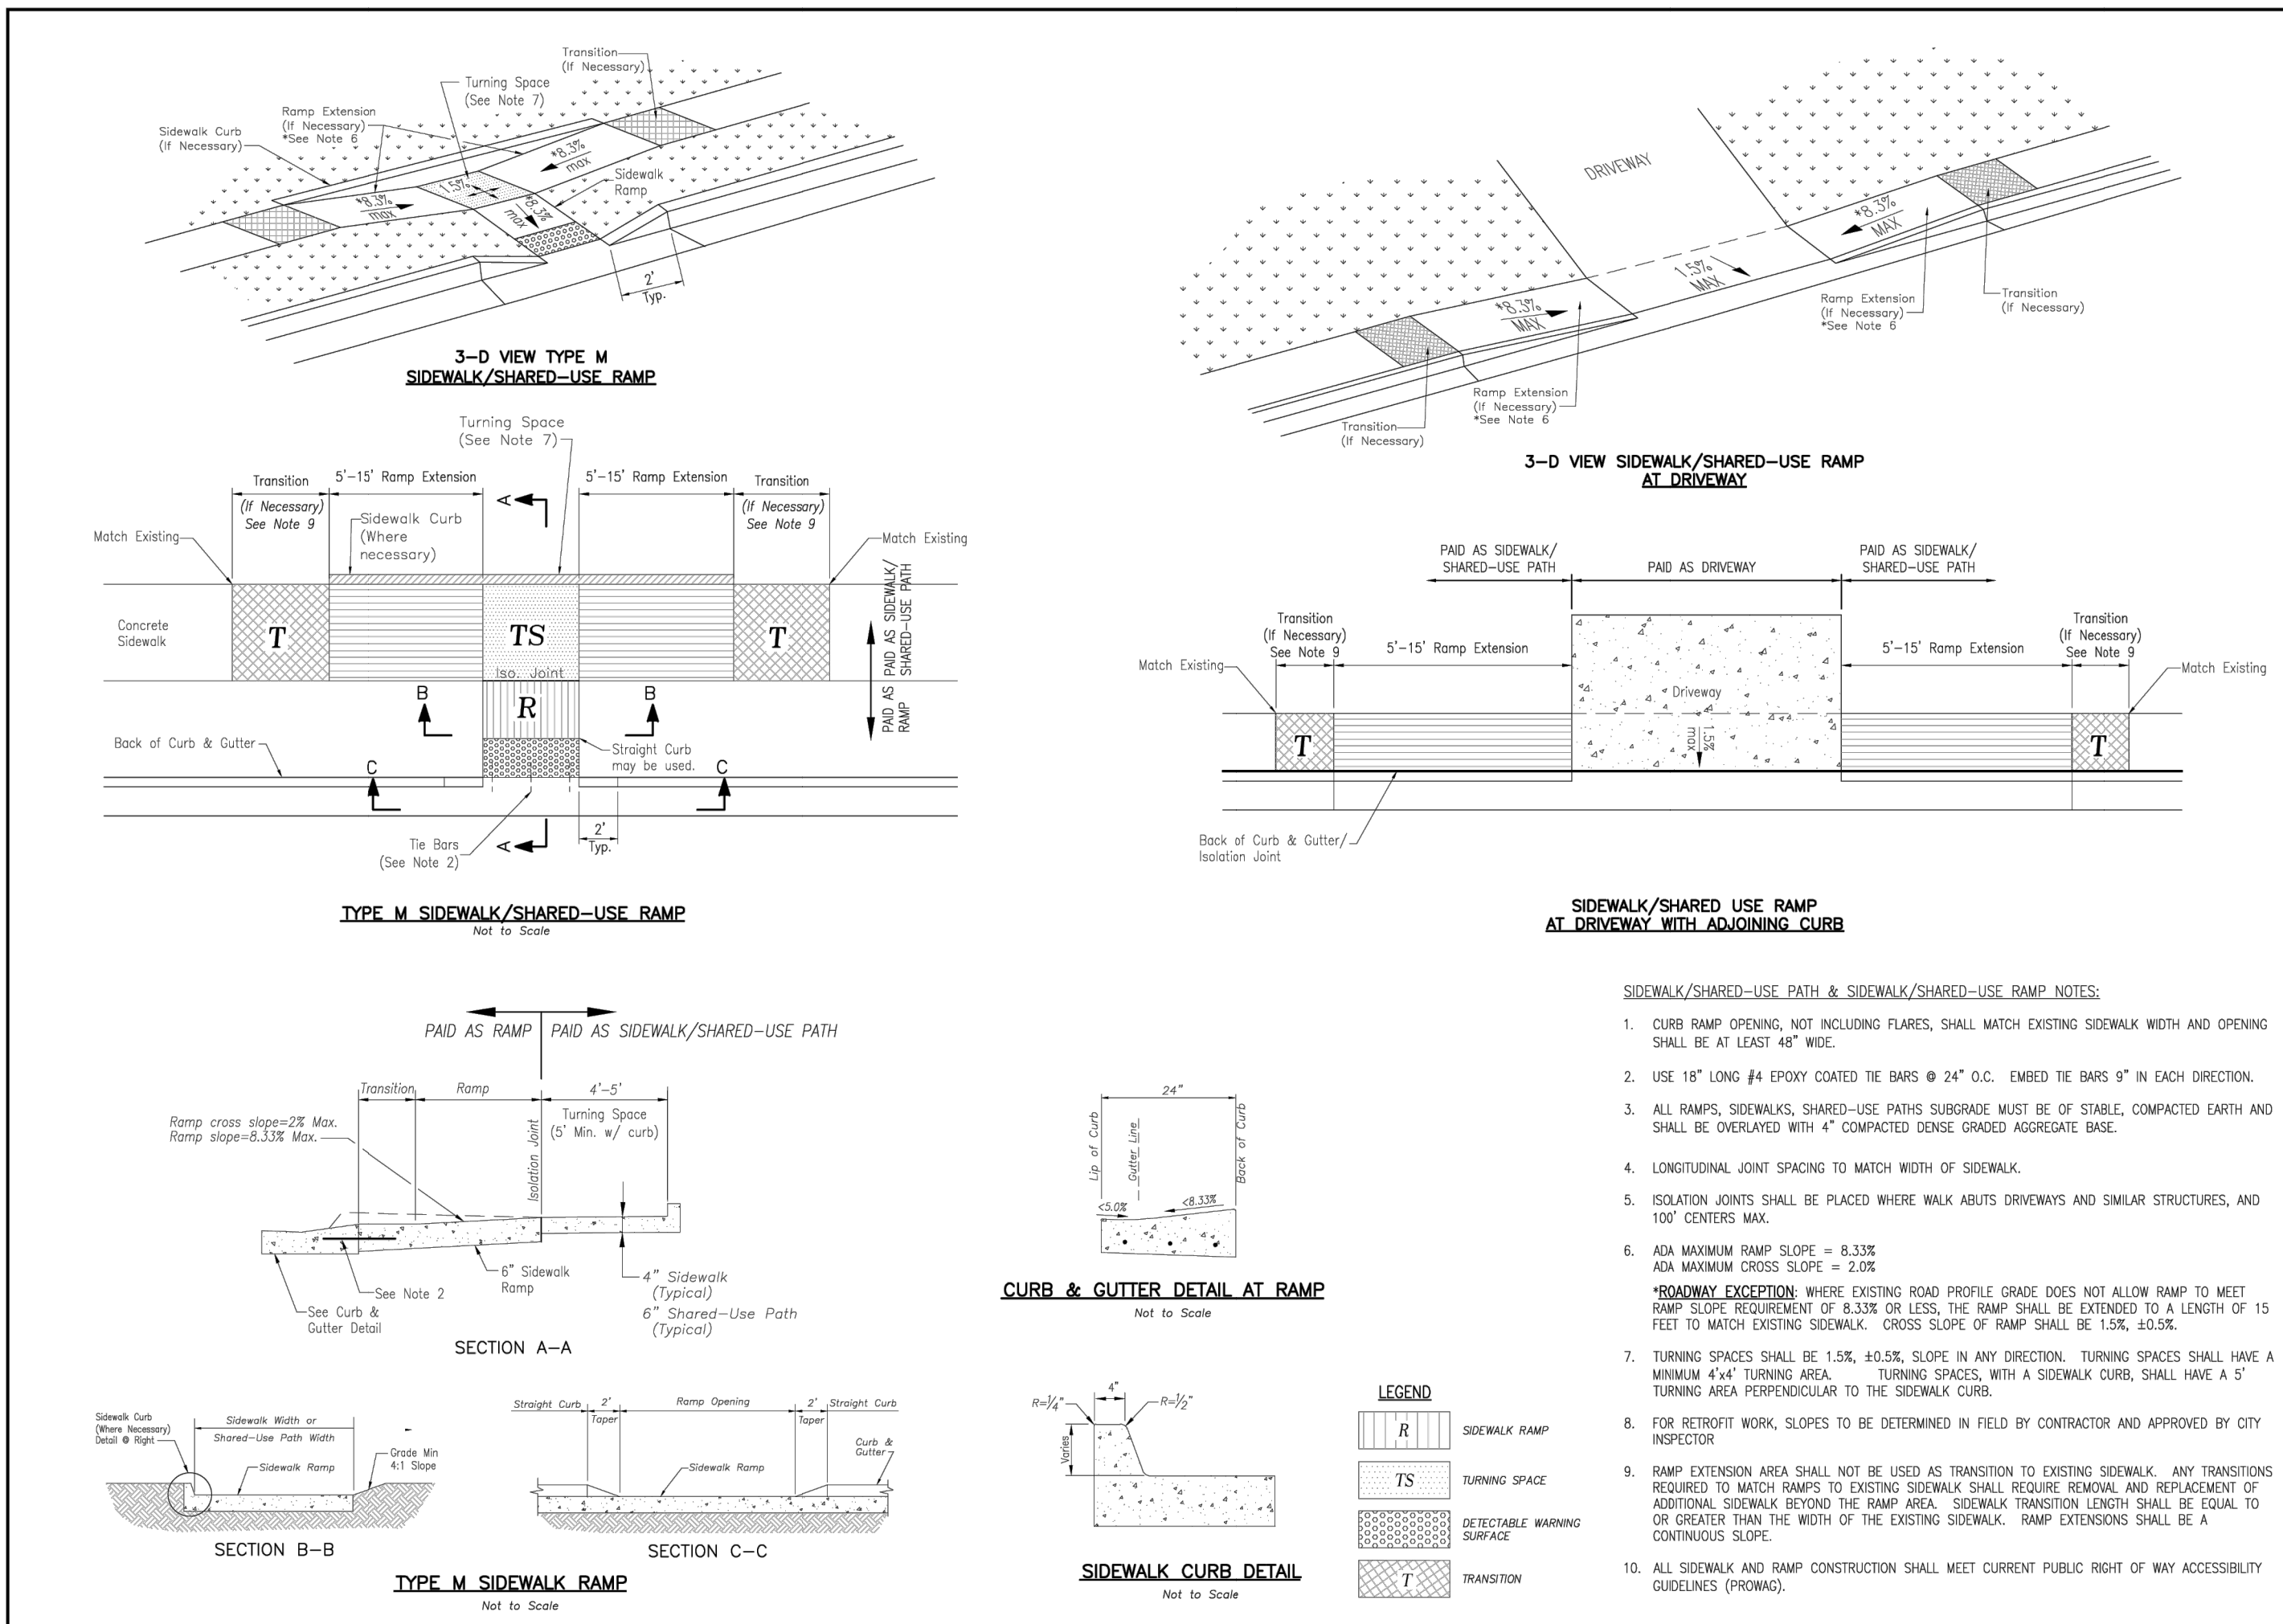 Transition
(If Necessary)
Turning Space
(See Note 7)
Ramp Extension
(If Necessary)
*See Note 6
Sidewalk Curb
(If Necessary)
*8.3%
max
Sidewalk
Ramp
1.5%
*8.3%
max
*8.3%
max
2'
Typ.
3-D VIEW TYPE M
SIDEWALK/SHARED-USE RAMP
DRIVEWAY
*8.3%
MAX
1.5%
MAX
*8.3%
MAX
Ramp Extension
(If Necessary)
*See Note 6
Transition
(If Necessary)
Ramp Extension
(If Necessary)
*See Note 6
Transition
(If Necessary)
3-D VIEW SIDEWALK/SHARED-USE RAMP
AT DRIVEWAY
Turning Space
(See Note 7)
Transition
(If Necessary)
See Note 9
5'-15' Ramp Extension
A
5'-15' Ramp Extension
Transition
(If Necessary)
See Note 9
Sidewalk Curb
(Where
necessary)
Match Existing
Match Existing
Concrete
Sidewalk
T
TS
T
Iso. Joint
PAID AS SIDEWALK/
SHARED-USE PATH
PAID AS
RAMP
B
R
B
Back of Curb & Gutter
Straight Curb
may be used.
C
C
Tie Bars
(See Note 2)
A
2'
Typ.
TYPE M SIDEWALK/SHARED-USE RAMP
Not to Scale
PAID AS SIDEWALK/
SHARED-USE PATH
PAID AS DRIVEWAY
PAID AS SIDEWALK/
SHARED-USE PATH
Transition
(If Necessary)
See Note 9
5'-15' Ramp Extension
5'-15' Ramp Extension
Transition
(If Necessary)
See Note 9
Match Existing
Match Existing
Driveway
T
1.5%
max
T
Back of Curb & Gutter/
Isolation Joint
SIDEWALK/SHARED USE RAMP
AT DRIVEWAY WITH ADJOINING CURB
PAID AS RAMP
PAID AS SIDEWALK/SHARED-USE PATH
Transition
Ramp
4'-5'
Turning Space
(5' Min. w/ curb)
Ramp cross slope=2% Max.
Ramp slope=8.33% Max.
Isolation Joint
See Note 2
6" Sidewalk
Ramp
4" Sidewalk
(Typical)
6" Shared-Use Path
(Typical)
See Curb &
Gutter Detail
SECTION A-A
24"
Lip of Curb
Gutter Line
Back of Curb
<5.0%
<8.33%
CURB & GUTTER DETAIL AT RAMP
Not to Scale
Sidewalk Curb
(Where Necessary)
Detail @ Right
Sidewalk Width or
Shared-Use Path Width
Sidewalk Ramp
Grade Min
4:1 Slope
SECTION B-B
Straight Curb
2'
Taper
Ramp Opening
2'
Taper
Straight Curb
Curb &
Gutter
Sidewalk Ramp
SECTION C-C
TYPE M SIDEWALK RAMP
Not to Scale
4"
R=1/4"
R=1/2"
Varies
SIDEWALK CURB DETAIL
Not to Scale
LEGEND
R
SIDEWALK RAMP
TS
TURNING SPACE
DETECTABLE WARNING
SURFACE
T
TRANSITION
SIDEWALK/SHARED-USE PATH & SIDEWALK/SHARED-USE RAMP NOTES:
1. CURB RAMP OPENING, NOT INCLUDING FLARES, SHALL MATCH EXISTING SIDEWALK WIDTH AND OPENING
SHALL BE AT LEAST 48" WIDE.
2. USE 18" LONG #4 EPOXY COATED TIE BARS @ 24" O.C. EMBED TIE BARS 9" IN EACH DIRECTION.
3. ALL RAMPS, SIDEWALKS, SHARED-USE PATHS SUBGRADE MUST BE OF STABLE, COMPACTED EARTH AND
SHALL BE OVERLAYED WITH 4" COMPACTED DENSE GRADED AGGREGATE BASE.
4. LONGITUDINAL JOINT SPACING TO MATCH WIDTH OF SIDEWALK.
5. ISOLATION JOINTS SHALL BE PLACED WHERE WALK ABUTS DRIVEWAYS AND SIMILAR STRUCTURES, AND
100' CENTERS MAX.
6. ADA MAXIMUM RAMP SLOPE = 8.33%
ADA MAXIMUM CROSS SLOPE = 2.0%
*ROADWAY EXCEPTION: WHERE EXISTING ROAD PROFILE GRADE DOES NOT ALLOW RAMP TO MEET
RAMP SLOPE REQUIREMENT OF 8.33% OR LESS, THE RAMP SHALL BE EXTENDED TO A LENGTH OF 15
FEET TO MATCH EXISTING SIDEWALK. CROSS SLOPE OF RAMP SHALL BE 1.5%, ±0.5%.
7. TURNING SPACES SHALL BE 1.5%, ±0.5%, SLOPE IN ANY DIRECTION. TURNING SPACES SHALL HAVE A
MINIMUM 4'x4' TURNING AREA. TURNING SPACES, WITH A SIDEWALK CURB, SHALL HAVE A 5'
TURNING AREA PERPENDICULAR TO THE SIDEWALK CURB.
8. FOR RETROFIT WORK, SLOPES TO BE DETERMINED IN FIELD BY CONTRACTOR AND APPROVED BY CITY
INSPECTOR
9. RAMP EXTENSION AREA SHALL NOT BE USED AS TRANSITION TO EXISTING SIDEWALK. ANY TRANSITIONS
REQUIRED TO MATCH RAMPS TO EXISTING SIDEWALK SHALL REQUIRE REMOVAL AND REPLACEMENT OF
ADDITIONAL SIDEWALK BEYOND THE RAMP AREA. SIDEWALK TRANSITION LENGTH SHALL BE EQUAL TO
OR GREATER THAN THE WIDTH OF THE EXISTING SIDEWALK. RAMP EXTENSIONS SHALL BE A
CONTINUOUS SLOPE.
10. ALL SIDEWALK AND RAMP CONSTRUCTION SHALL MEET CURRENT PUBLIC RIGHT OF WAY ACCESSIBILITY
GUIDELINES (PROWAG).